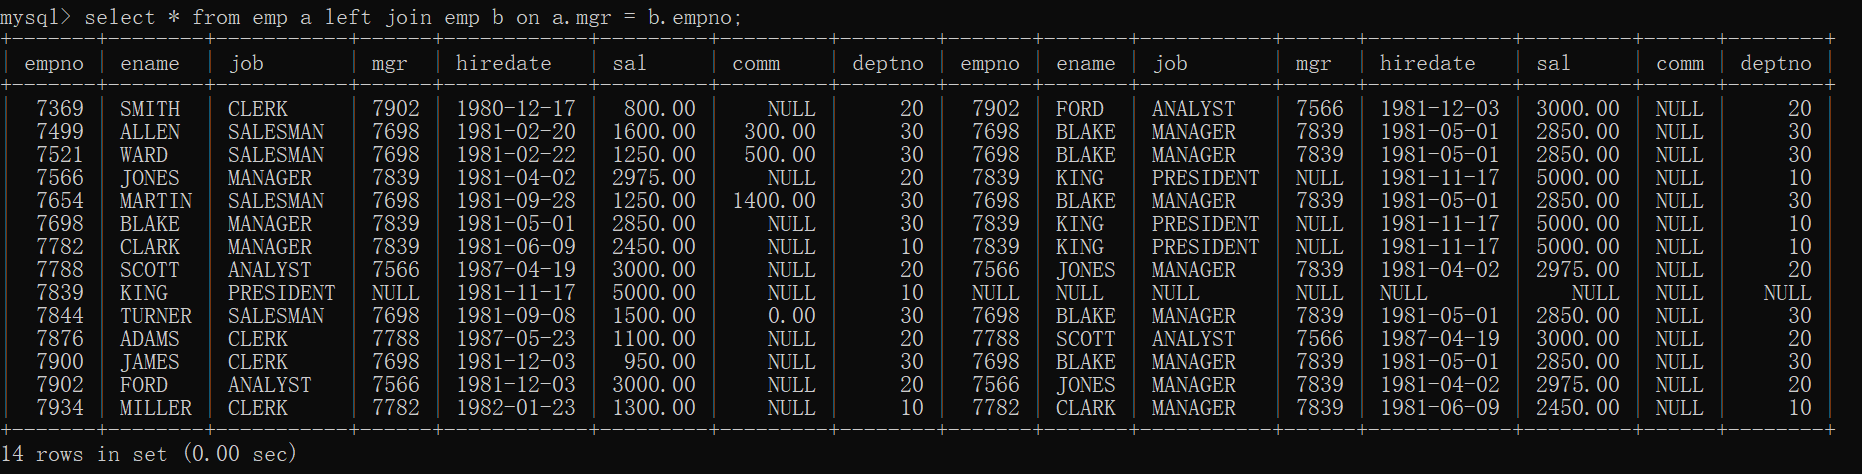 mysql> select * from emp a left join emp b on a.mgr = b.empno;
+-------+--------+-----------+------+------------+---------+---------+--------+-------+-------+-----------+------+------------+---------+------+--------+
| empno | ename  | job       | mgr  | hiredate   | sal     | comm    | deptno | empno | ename | job       | mgr  | hiredate   | sal     | comm | deptno |
+-------+--------+-----------+------+------------+---------+---------+--------+-------+-------+-----------+------+------------+---------+------+--------+
|  7369 | SMITH  | CLERK     | 7902 | 1980-12-17 |  800.00 |    NULL |     20 |  7902 | FORD  | ANALYST   | 7566 | 1981-12-03 | 3000.00 | NULL |     20 |
|  7499 | ALLEN  | SALESMAN  | 7698 | 1981-02-20 | 1600.00 |  300.00 |     30 |  7698 | BLAKE | MANAGER   | 7839 | 1981-05-01 | 2850.00 | NULL |     30 |
|  7521 | WARD   | SALESMAN  | 7698 | 1981-02-22 | 1250.00 |  500.00 |     30 |  7698 | BLAKE | MANAGER   | 7839 | 1981-05-01 | 2850.00 | NULL |     30 |
|  7566 | JONES  | MANAGER   | 7839 | 1981-04-02 | 2975.00 |    NULL |     20 |  7839 | KING  | PRESIDENT | NULL | 1981-11-17 | 5000.00 | NULL |     10 |
|  7654 | MARTIN | SALESMAN  | 7698 | 1981-09-28 | 1250.00 | 1400.00 |     30 |  7698 | BLAKE | MANAGER   | 7839 | 1981-05-01 | 2850.00 | NULL |     30 |
|  7698 | BLAKE  | MANAGER   | 7839 | 1981-05-01 | 2850.00 |    NULL |     30 |  7839 | KING  | PRESIDENT | NULL | 1981-11-17 | 5000.00 | NULL |     10 |
|  7782 | CLARK  | MANAGER   | 7839 | 1981-06-09 | 2450.00 |    NULL |     10 |  7839 | KING  | PRESIDENT | NULL | 1981-11-17 | 5000.00 | NULL |     10 |
|  7788 | SCOTT  | ANALYST   | 7566 | 1987-04-19 | 3000.00 |    NULL |     20 |  7566 | JONES | MANAGER   | 7839 | 1981-04-02 | 2975.00 | NULL |     20 |
|  7839 | KING   | PRESIDENT | NULL | 1981-11-17 | 5000.00 |    NULL |     10 |  NULL | NULL  | NULL      | NULL | NULL       |    NULL | NULL |   NULL |
|  7844 | TURNER | SALESMAN  | 7698 | 1981-09-08 | 1500.00 |    0.00 |     30 |  7698 | BLAKE | MANAGER   | 7839 | 1981-05-01 | 2850.00 | NULL |     30 |
|  7876 | ADAMS  | CLERK     | 7788 | 1987-05-23 | 1100.00 |    NULL |     20 |  7788 | SCOTT | ANALYST   | 7566 | 1987-04-19 | 3000.00 | NULL |     20 |
|  7900 | JAMES  | CLERK     | 7698 | 1981-12-03 |  950.00 |    NULL |     30 |  7698 | BLAKE | MANAGER   | 7839 | 1981-05-01 | 2850.00 | NULL |     30 |
|  7902 | FORD   | ANALYST   | 7566 | 1981-12-03 | 3000.00 |    NULL |     20 |  7566 | JONES | MANAGER   | 7839 | 1981-04-02 | 2975.00 | NULL |     20 |
|  7934 | MILLER | CLERK     | 7782 | 1982-01-23 | 1300.00 |    NULL |     10 |  7782 | CLARK | MANAGER   | 7839 | 1981-06-09 | 2450.00 | NULL |     10 |
+-------+--------+-----------+------+------------+---------+---------+--------+-------+-------+-----------+------+------------+---------+------+--------+
14 rows in set (0.00 sec)